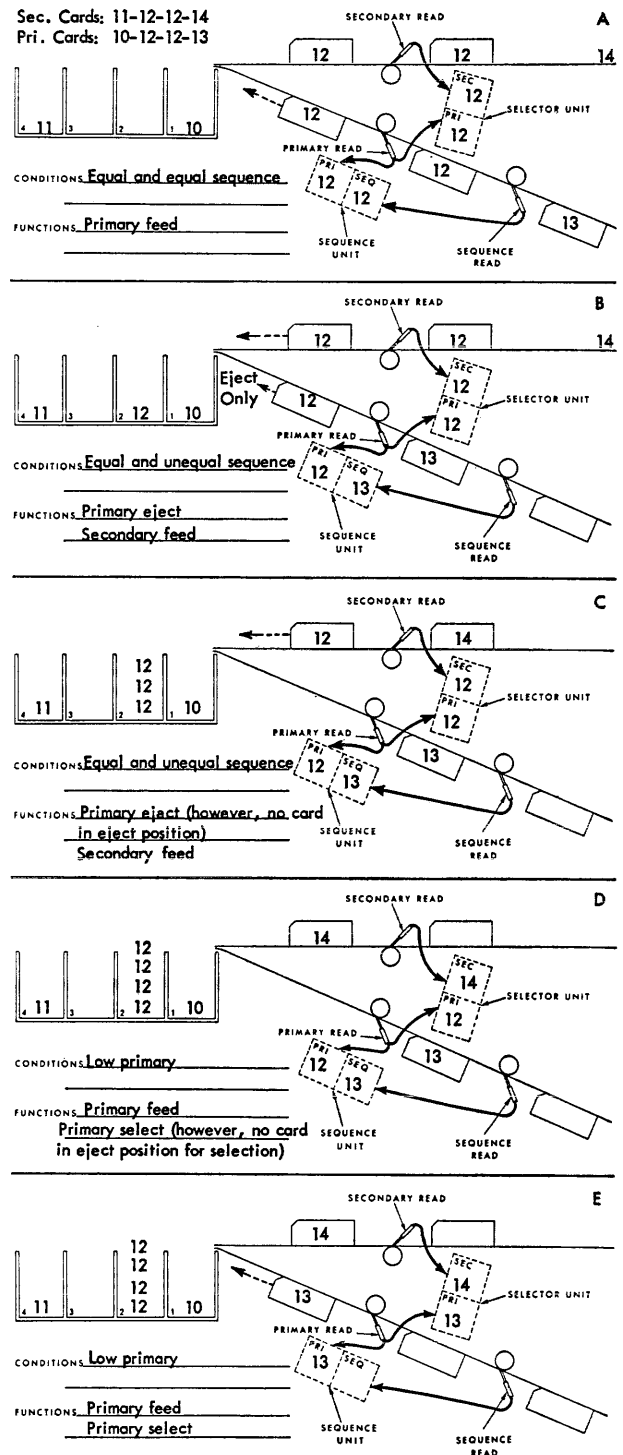 Sec. Cards: 11-12-12-14
Pri. Cards: 10-12-12-13
A
SECONDARY READ
12 12 14
SEC
12
SELECTOR UNIT
PRI
12
4 11 3 2 1 10
12
PRIMARY READ
12
PRI
12
SEQ
12
13
SEQUENCE UNIT
SEQUENCE READ
CONDITIONS Equal and equal sequence
FUNCTIONS Primary feed
B
SECONDARY READ
12 12 14
SEC
12
SELECTOR UNIT
PRI
12
4 11 3 2 12 1 10
Eject Only
12
PRIMARY READ
13
PRI
12
SEQ
13
SEQUENCE UNIT
SEQUENCE READ
CONDITIONS Equal and unequal sequence
FUNCTIONS Primary eject
Secondary feed
C
SECONDARY READ
12 14
SEC
12
SELECTOR UNIT
PRI
12
12
12
4 11 3 2 12 1 10
PRIMARY READ
13
PRI
12
SEQ
13
SEQUENCE UNIT
SEQUENCE READ
CONDITIONS Equal and unequal sequence
FUNCTIONS Primary eject (however, no card
in eject position)
Secondary feed
D
SECONDARY READ
14
SEC
14
SELECTOR UNIT
PRI
12
12
12
12
4 11 3 2 12 1 10
PRIMARY READ
13
PRI
12
SEQ
13
SEQUENCE UNIT
SEQUENCE READ
CONDITIONS Low primary
FUNCTIONS Primary feed
Primary select (however, no card
in eject position for selection)
E
SECONDARY READ
14
SEC
14
SELECTOR UNIT
PRI
13
12
12
12
4 11 3 2 12 1 10
13
PRIMARY READ
PRI
13
SEQ
SEQUENCE UNIT
SEQUENCE READ
CONDITIONS Low primary
FUNCTIONS Primary feed
Primary select